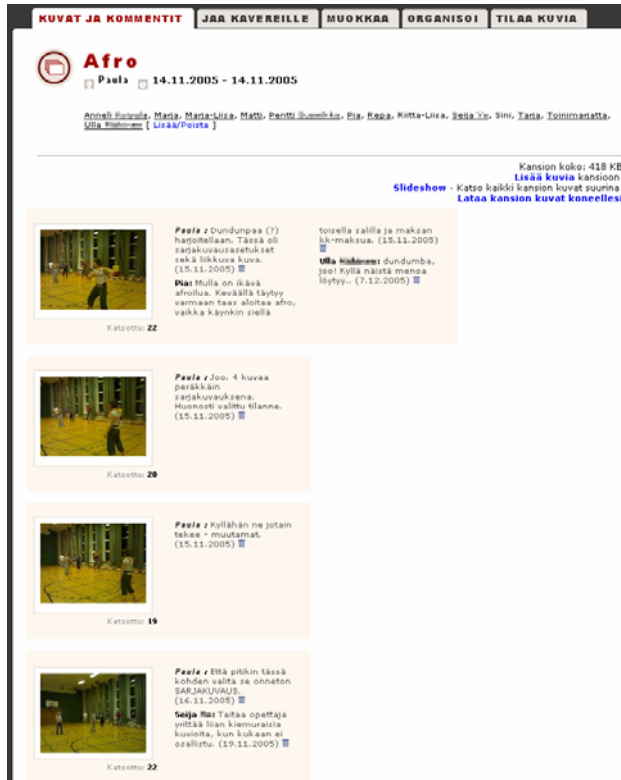 KUVAT JA KOMMENTIT JAA KAVEREILLE MUOKKAA ORGANISOI TILAA KUVIA
Afro
Paula 14.11.2005 - 14.11.2005
Anneli, Marja, Marja-Liisa, Matti, Pentti, Pia, Repa, Riitta-Liisa, Seija, Sini, Tarja, Toinimarjatta,
Ulla [ Lisää/Poista ]
Kansion koko: 418 KB
Lisää kuvia kansioon
Slideshow - Katso kaikki kansion kuvat suurina
Lataa kansion kuvat koneellesi
Paula : Dundunpaa (?)
harjoitellaan. Tässä oli
sarjakuvausasetukset
sekä liikkuva kuva.
(15.11.2005)
Pia: Mulla on ikävä
afroilua. Keväällä täytyy
varmaan taas aloitaa afro,
vaikka käynkin siellä
toisella salilla ja maksan
kk-maksua. (15.11.2005)
Ulla: dundumba,
joo! Kyllä näistä menoa
löytyy.. (7.12.2005)
Katsottu: 22
Paula : Joo. 4 kuvaa
peräkkäin
sarjakuvauksena.
Huonosti valittu tilanne.
(15.11.2005)
Katsottu: 20
Paula : Kyllähän ne jotain
tekee - muutamat.
(15.11.2005)
Katsottu: 19
Paula : Että pitikin tässä
kohden valita se onneton
SARJAKUVAUS.
(16.11.2005)
Seija: Taitaa opettaja
yrittää liian kiemuraisia
kuvioita, kun kukaan ei
osallistu. (19.11.2005)
Katsottu: 22